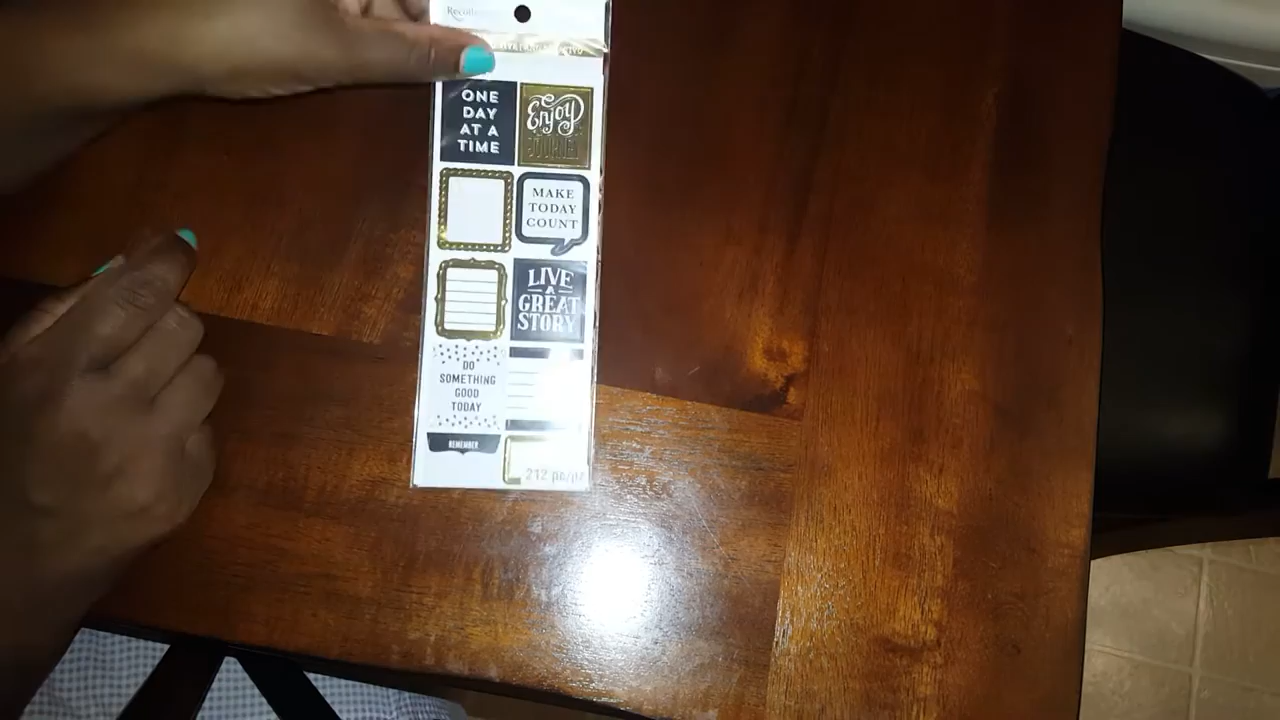 ONE
DAY
AT A
TIME
Enjoy
MAKE
TODAY
COUNT
LIVE
A
GREAT
STORY
DO
SOMETHING
GOOD
TODAY
REMEMBER
212 pc/pz